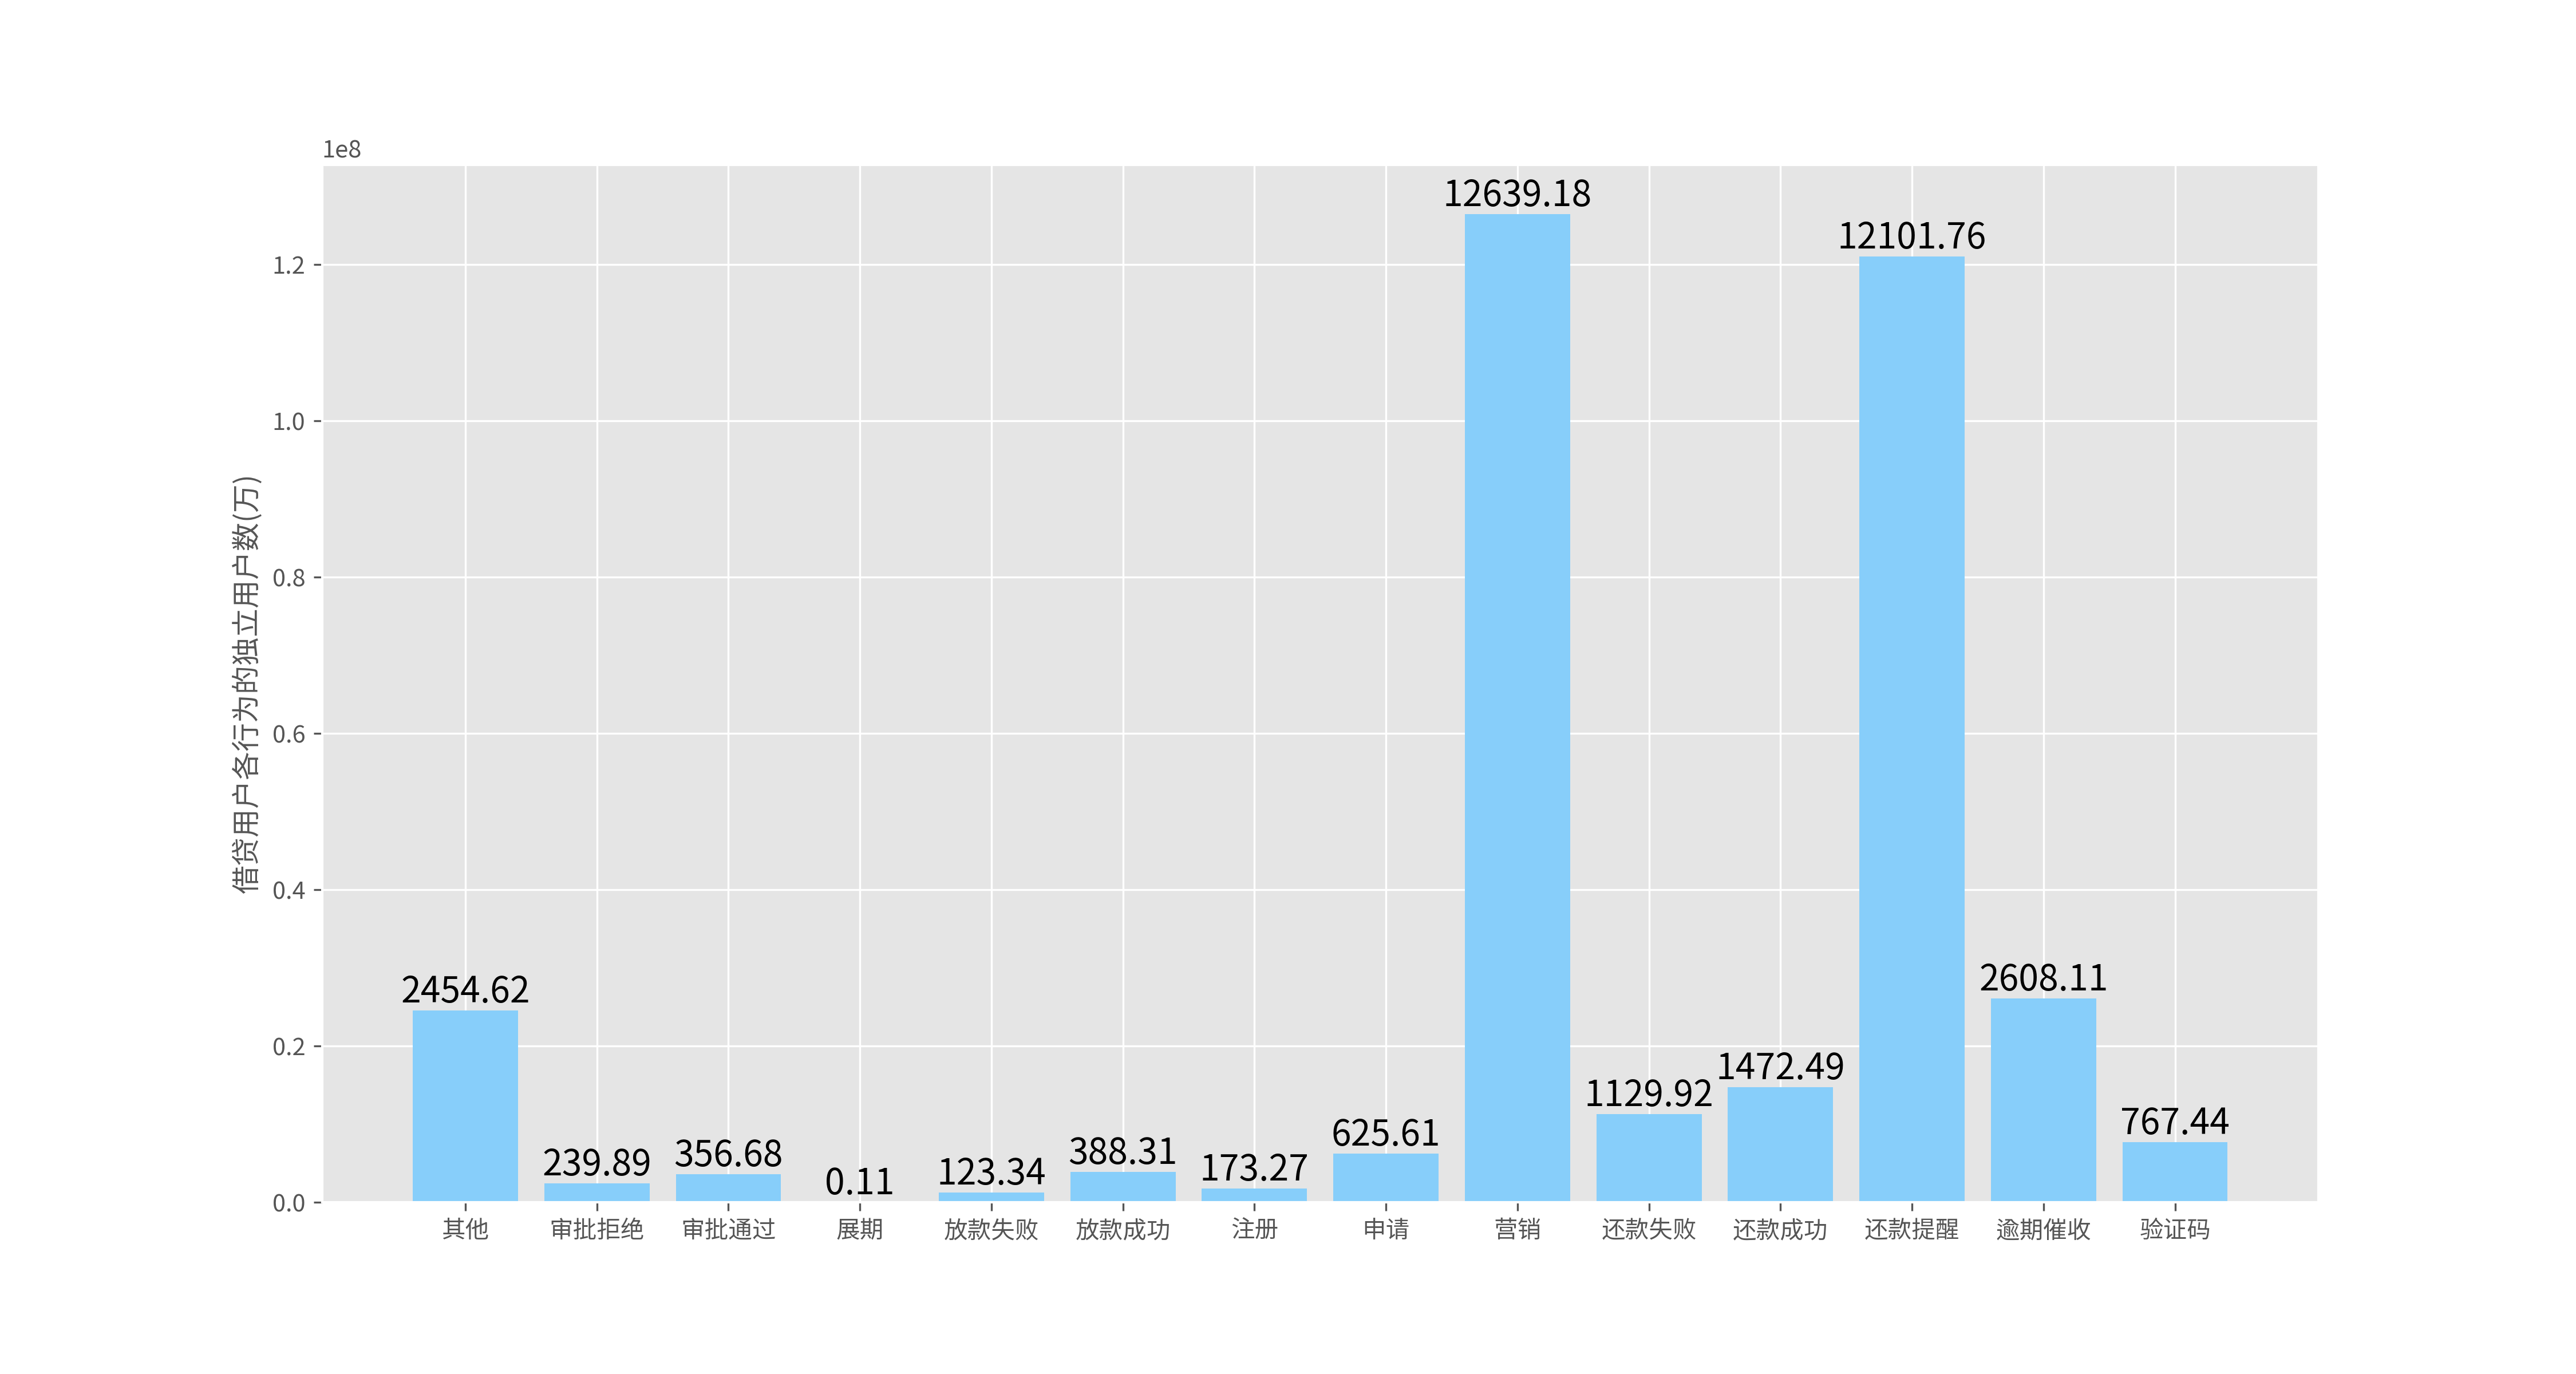 1e8
12639.18
12101.76
1.2
1.0
0.8
0.6
0.4
0.2
0.0
借贷用户各行为的独立用户数(万)
2454.62
239.89
356.68
0.11
123.34
388.31
173.27
625.61
1129.92
1472.49
2608.11
767.44
其他
审批拒绝
审批通过
展期
放款失败
放款成功
注册
申请
营销
还款失败
还款成功
还款提醒
逾期催收
验证码